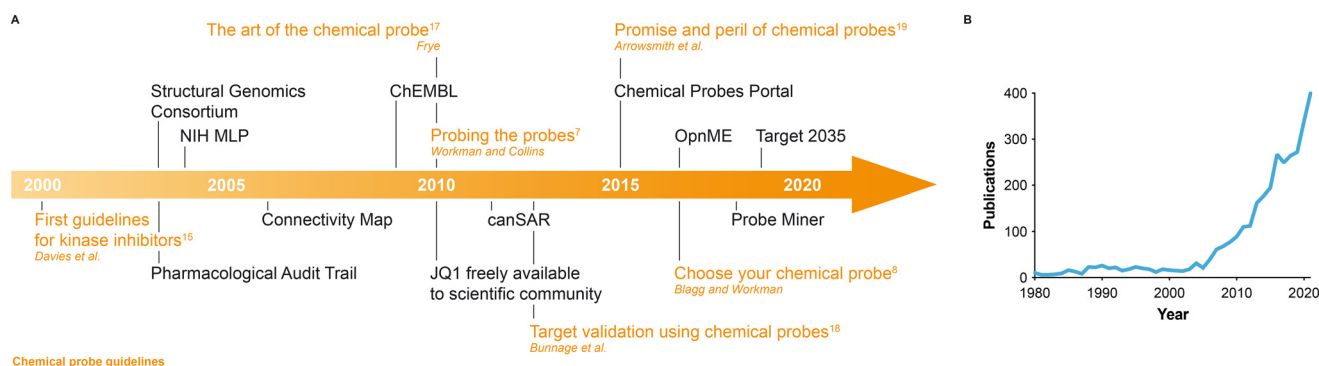 A
The art of the chemical probe17
Frye
Promise and peril of chemical probes19
Arrowsmith et al.
Structural Genomics
Consortium
ChEMBL
Chemical Probes Portal
NIH MLP
Probing the probes7
Workman and Collins
OpnME
Target 2035
2000
2005
2010
2015
2020
First guidelines
for kinase inhibitors15
Davies et al.
Connectivity Map
canSAR
Probe Miner
Pharmacological Audit Trail
JQ1 freely available
to scientific community
Choose your chemical probe8
Blagg and Workman
Target validation using chemical probes18
Bunnage et al.
Chemical probe guidelines
B
Publications
400
300
200
100
0
1980
1990
2000
2010
2020
Year